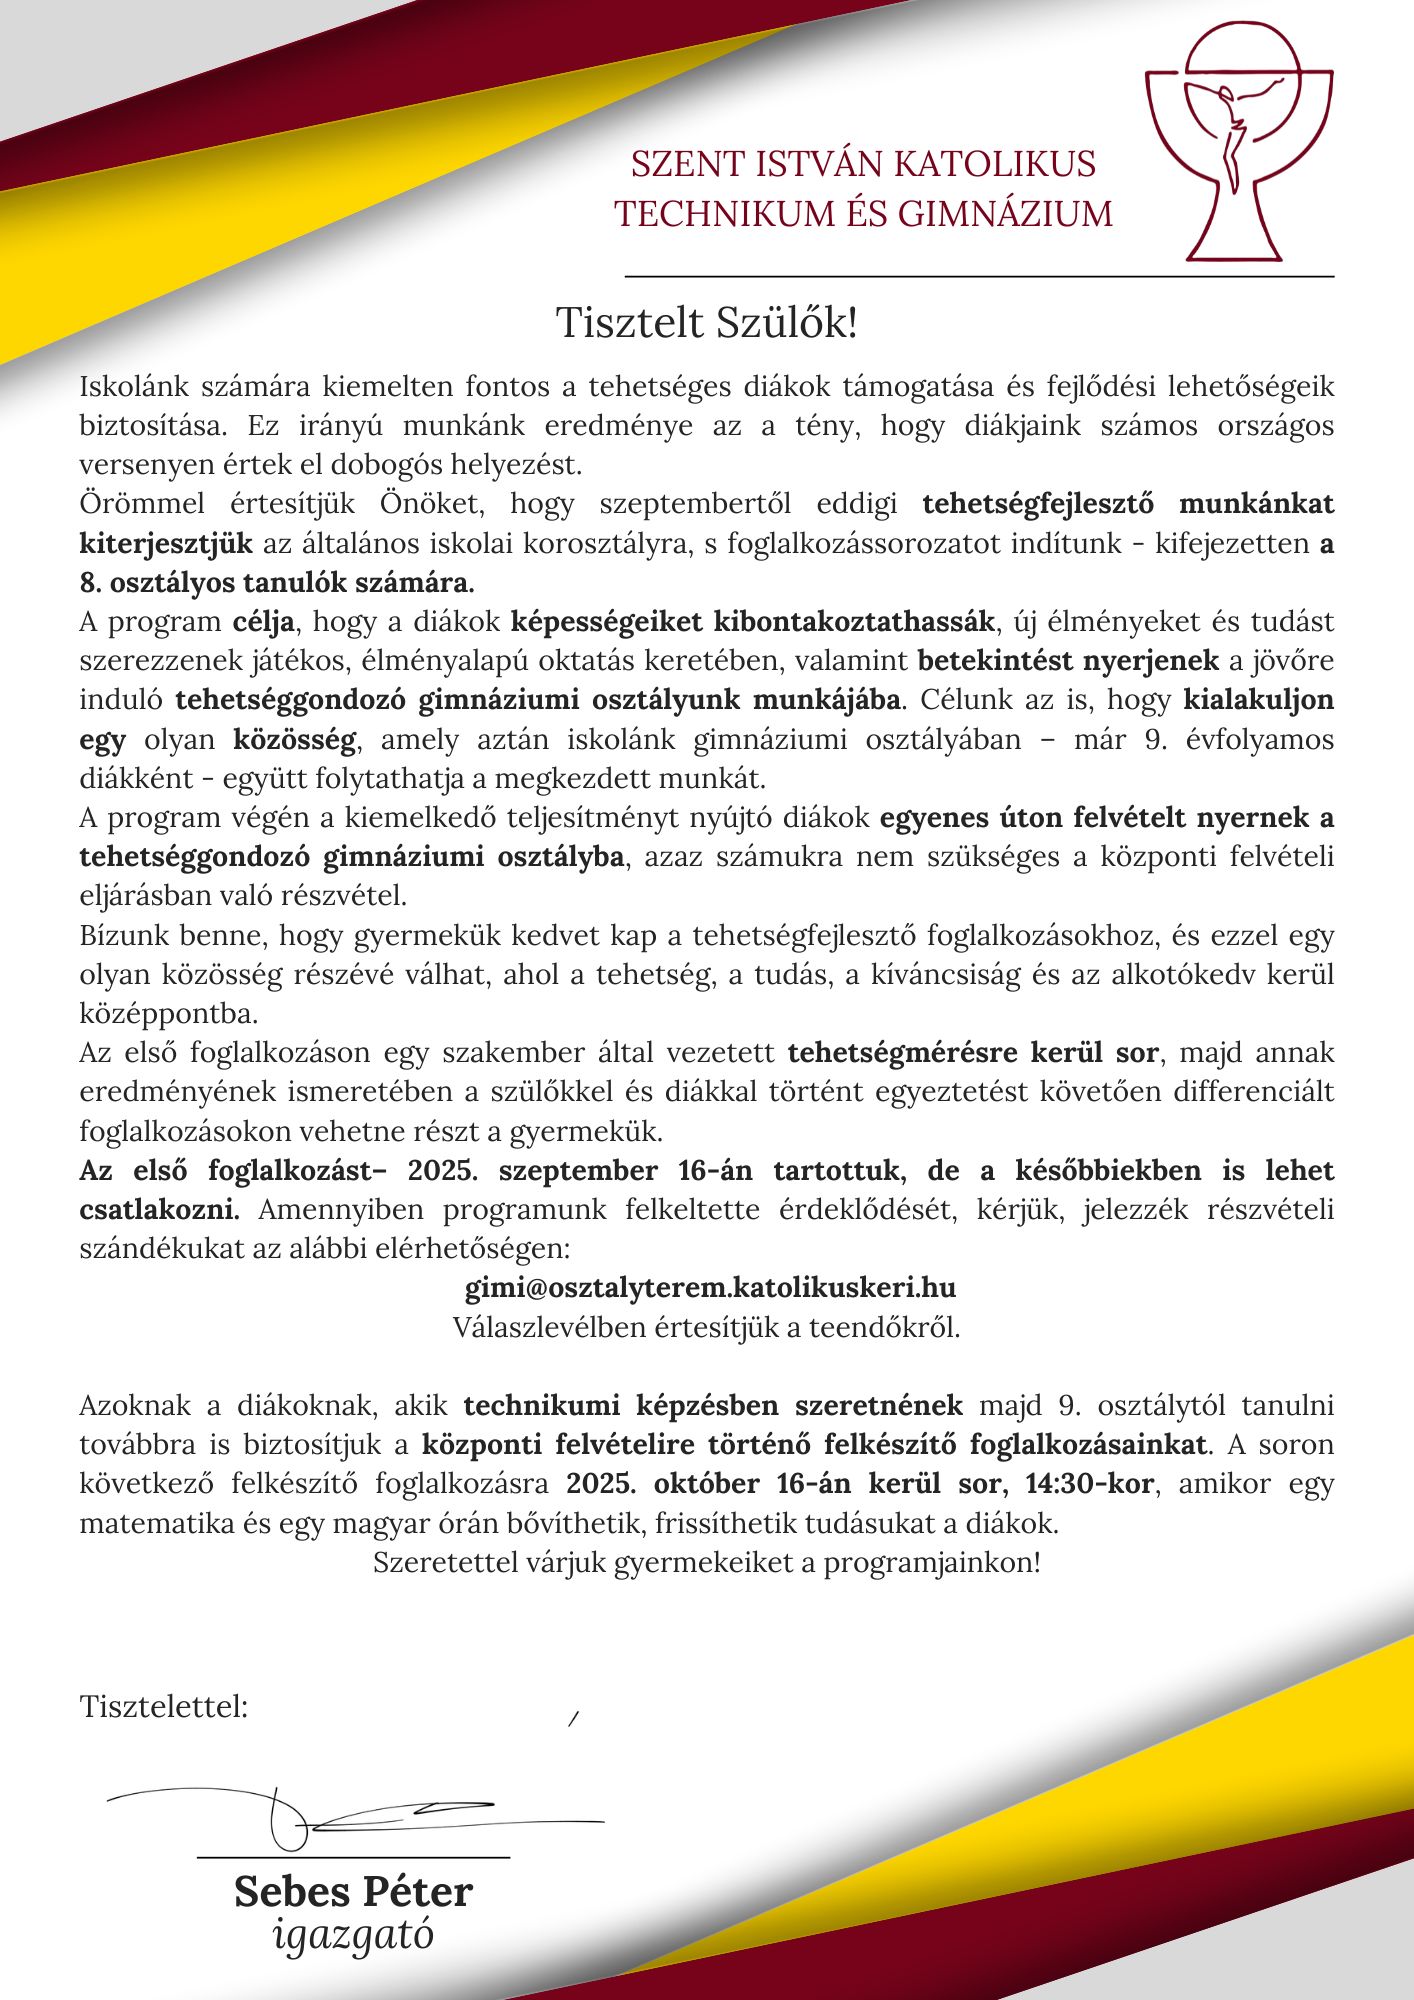 SZENT ISTVÁN KATOLIKUS
TECHNIKUM ÉS GIMNÁZIUM
Tisztelt Szülők!
Iskolánk számára kiemelten fontos a tehetséges diákok támogatása és fejlődési lehetőségeik
biztosítása. Ez irányú munkánk eredménye az a tény, hogy diákjaink számos országos
versenyen értek el dobogós helyezést.
Örömmel értesítjük Önöket, hogy szeptembertől eddigi tehetségfejlesztő munkánkat
kiterjesztjük az általános iskolai korosztályra, s foglalkozássorozatot indítunk - kifejezetten a
8. osztályos tanulók számára.
A program célja, hogy a diákok képességeiket kibontakoztathassák, új élményeket és tudást
szerezzenek játékos, élményalapú oktatás keretében, valamint betekintést nyerjenek a jövőre
induló tehetséggondozó gimnáziumi osztályunk munkájába. Célunk az is, hogy kialakuljon
egy olyan közösség, amely aztán iskolánk gimnáziumi osztályában – már 9. évfolyamos
diákként - együtt folytathatja a megkezdett munkát.
A program végén a kiemelkedő teljesítményt nyújtó diákok egyenes úton felvételt nyernek a
tehetséggondozó gimnáziumi osztályba, azaz számukra nem szükséges a központi felvételi
eljárásban való részvétel.
Bízunk benne, hogy gyermekük kedvet kap a tehetségfejlesztő foglalkozásokhoz, és ezzel egy
olyan közösség részévé válhat, ahol a tehetség, a tudás, a kíváncsiság és az alkotókedv kerül
középpontba.
Az első foglalkozáson egy szakember által vezetett tehetségmérésre kerül sor, majd annak
eredményének ismeretében a szülőkkel és diákkal történt egyeztetést követően differenciált
foglalkozásokon vehetne részt a gyermekük.
Az első foglalkozást– 2025. szeptember 16-án tartottuk, de a későbbiekben is lehet
csatlakozni. Amennyiben programunk felkeltette érdeklődését, kérjük, jelezzék részvételi
szándékukat az alábbi elérhetőségen:
gimi@osztalyterem.katolikuskeri.hu
Válaszlevélben értesítjük a teendőkről.
Azoknak a diákoknak, akik technikumi képzésben szeretnének majd 9. osztálytól tanulni
továbbra is biztosítjuk a központi felvételire történő felkészítő foglalkozásainkat. A soron
következő felkészítő foglalkozásra 2025. október 16-án kerül sor, 14:30-kor, amikor egy
matematika és egy magyar órán bővíthetik, frissíthetik tudásukat a diákok.
Szeretettel várjuk gyermekeiket a programjainkon!
Tisztelettel:
Sebes Péter
igazgató